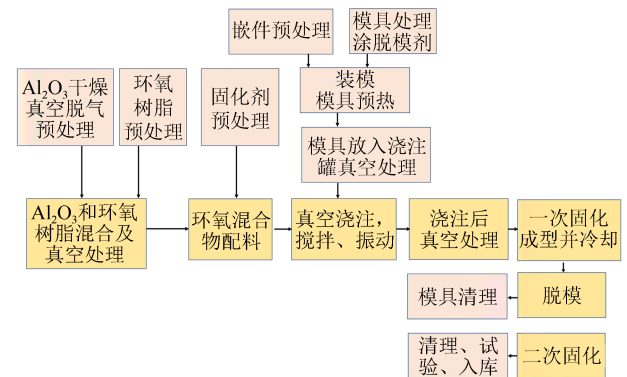 嵌件预处理
模具处理
涂脱模剂
Al₂O₃干燥
真空脱气
预处理
环氧
树脂
预处理
固化剂
预处理
装模
模具预热
模具放入浇注
罐真空处理
Al₂O₃和环氧
树脂混合及
真空处理
环氧混合
物配料
真空浇注，
搅拌、振动
浇注后
真空处理
一次固化
成型并冷却
模具清理
脱模
清理、试
验、入库
二次固化